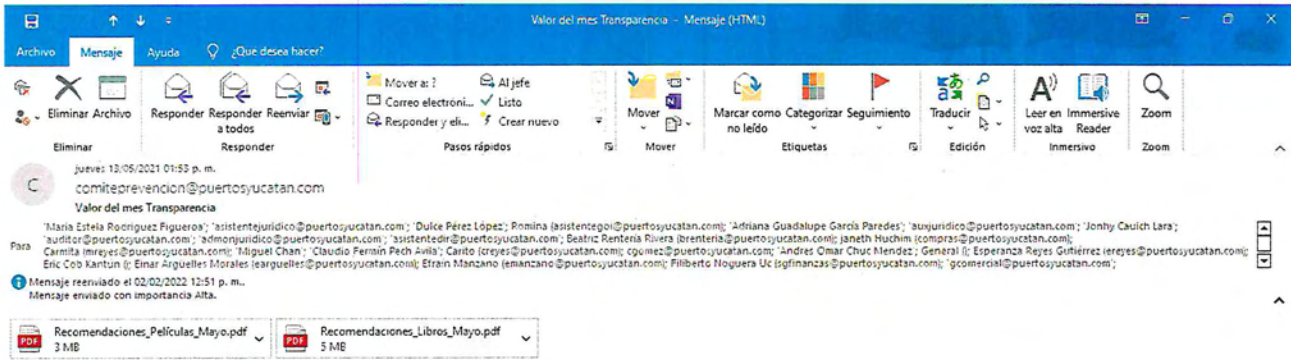 Valor del mes Transparencia - Mensaje (HTML)
Archivo Mensaje Ayuda ¿Que desea hacer?
Eliminar Archivo
Responder Responder a todos Reenviar
Mover a: ?
Al jefe
Correo electróni...
Listo
Responder y eli...
Crear nuevo
Mover
Marcar como no leído
Categorizar
Seguimiento
Traducir
Leer en voz alta
Immersive Reader
Zoom
Eliminar Responder Pasos rápidos Mover Etiquetas Edición Inmersivo Zoom
jueves 13/05/2021 01:53 p. m.
C
comiteprevencion@puertosyucatan.com
Valor del mes Transparencia
Para
'Maria Estela Rodriguez Figueroa'; 'asistentejuridico@puertosyucatan.com'; 'Dulce Pérez López'; Romina (asistentegoi@puertosyucatan.com); 'Adriana Guadalupe García Paredes'; 'auxjuridico@puertosyucatan.com'; 'Jonhy Cauich Lara';
'auditor@puertosyucatan.com'; 'admonjuridico@puertosyucatan.com'; 'asistentedir@puertosyucatan.com'; Beatriz Renteria Rivera (brenteria@puertosyucatan.com); Janeth Huchim (compras@puertosyucatan.com);
Carmita (mreyes@puertosyucatan.com); 'Miguel Chan'; 'Claudio Fermín Pech Avila'; Carito (creyes@puertosyucatan.com); cgomez@puertosyucatan.com; 'Andres Omar Chuc Mendez'; General (); Esperanza Reyes Gutiérrez (ereyes@puertosyucatan.com);
Eric Cob Kantun (); Einar Arguelles Morales (earguelles@puertosyucatan.com); Efrain Manzano (emanzano@puertosyucatan.com); Filiberto Noguera Uc (sgfinanzas@puertosyucatan.com); 'gcomercial@puertosyucatan.com';
Mensaje reenviado el 02/02/2022 12:51 p. m..
Mensaje enviado con importancia Alta.
PDF Recomendaciones_Películas_Mayo.pdf
3 MB
PDF Recomendaciones_Libros_Mayo.pdf
5 MB